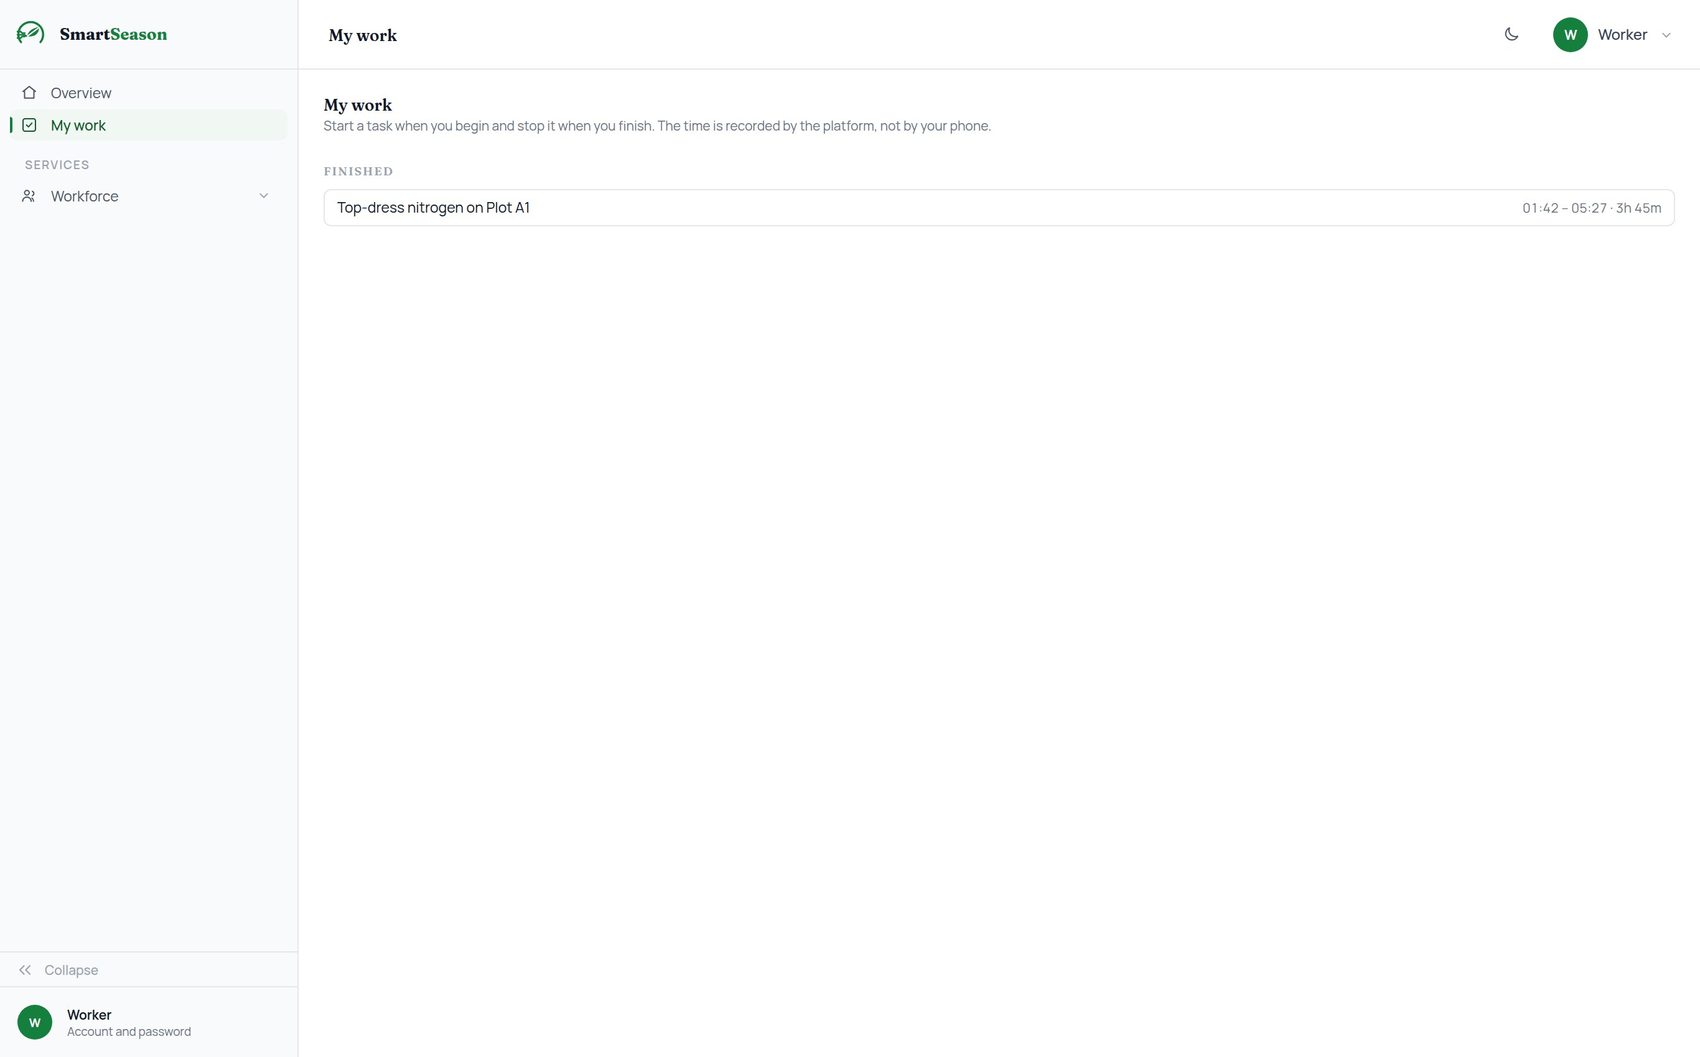 SmartSeason
My work
W
Worker
Overview
My work
SERVICES
Workforce
My work
Start a task when you begin and stop it when you finish. The time is recorded by the platform, not by your phone.
FINISHED
Top-dress nitrogen on Plot A1
01:42 – 05:27 · 3h 45m
Collapse
W
Worker
Account and password